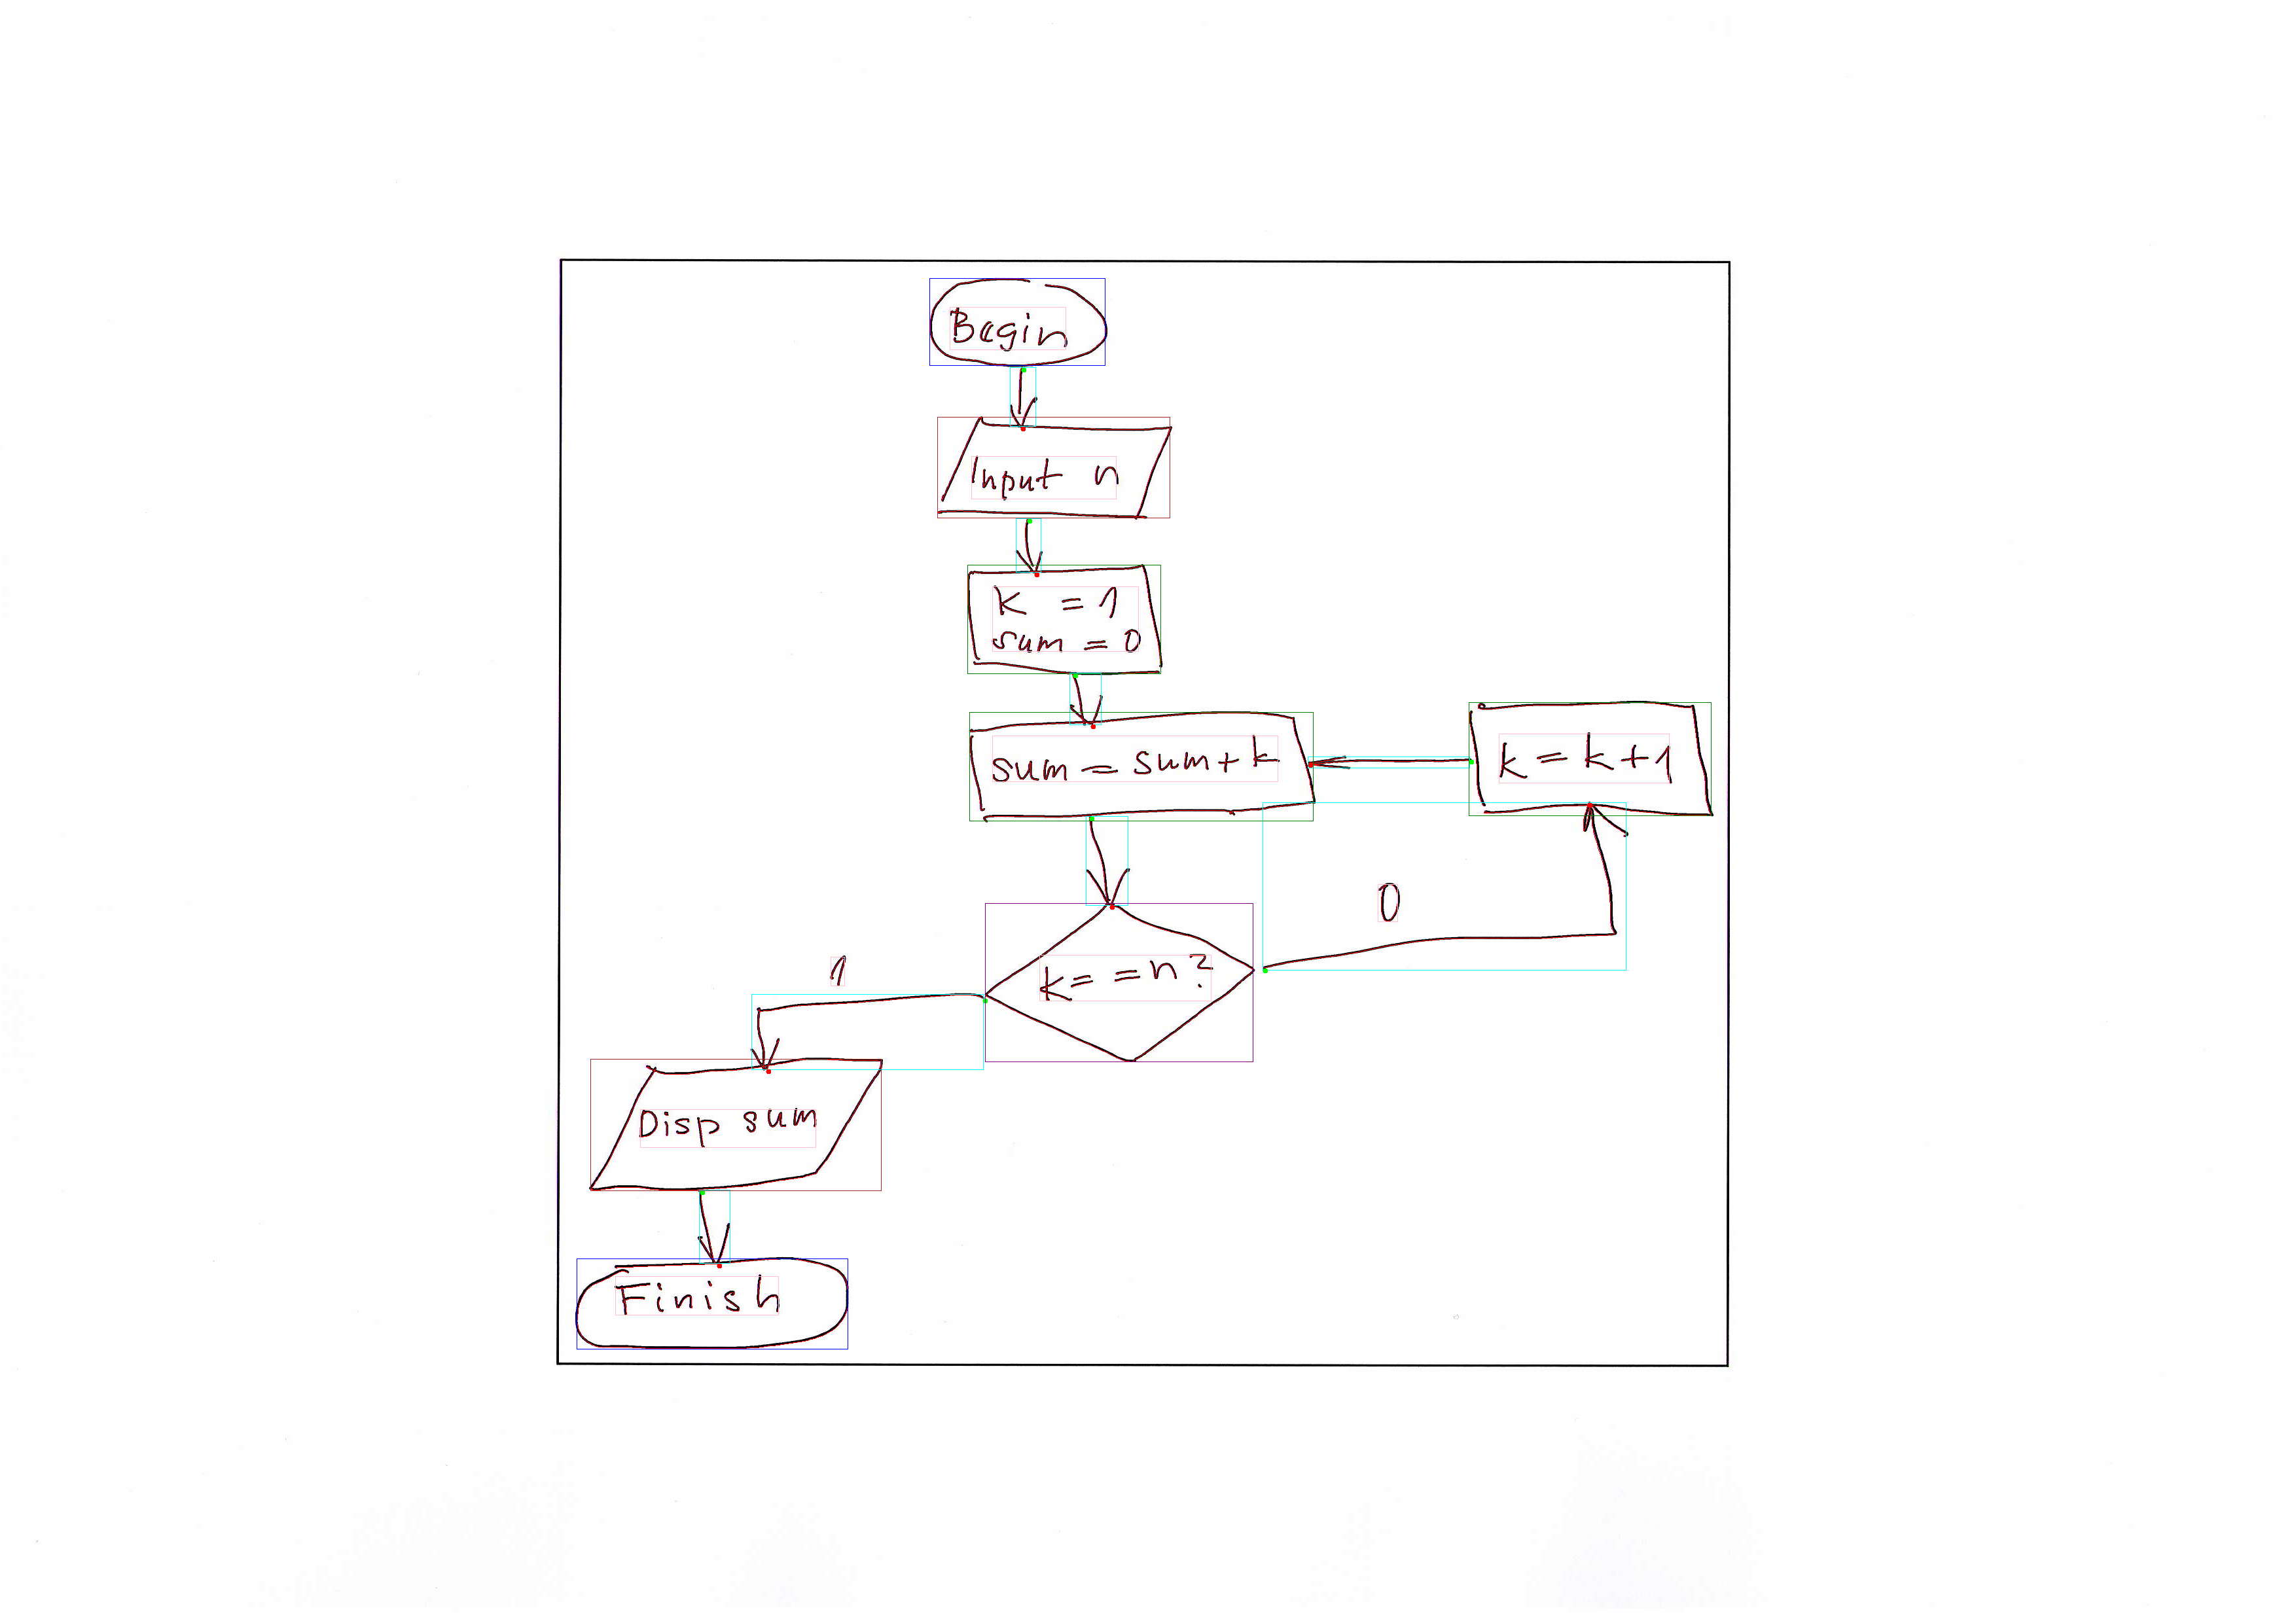 Begin
Input n
k = 1
sum = 0
sum = sum + k
k = k + 1
0
k = = n ?
1
Disp sum
Finish